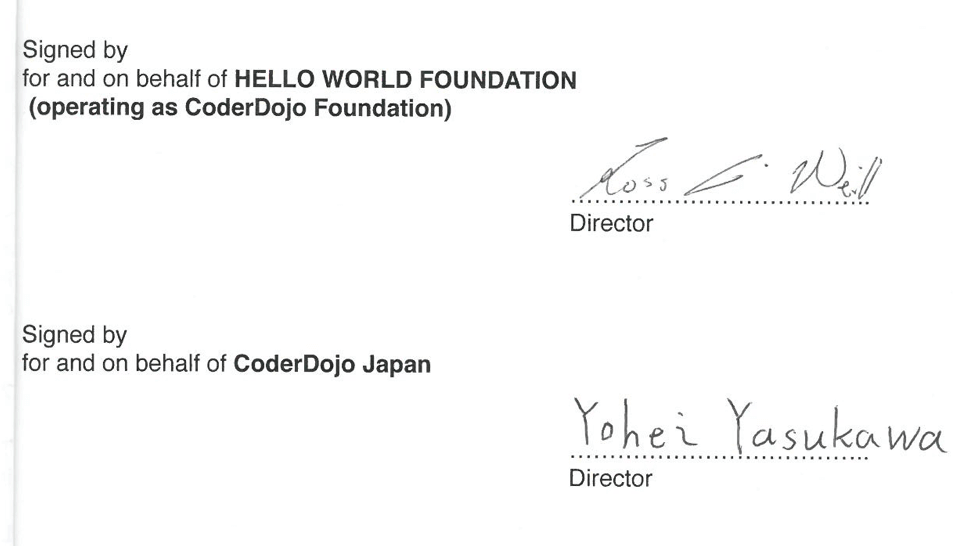 Signed by
for and on behalf of HELLO WORLD FOUNDATION
(operating as CoderDojo Foundation)
Ross
Director
Signed by
for and on behalf of CoderDojo Japan
Yohei Yasukawa
Director